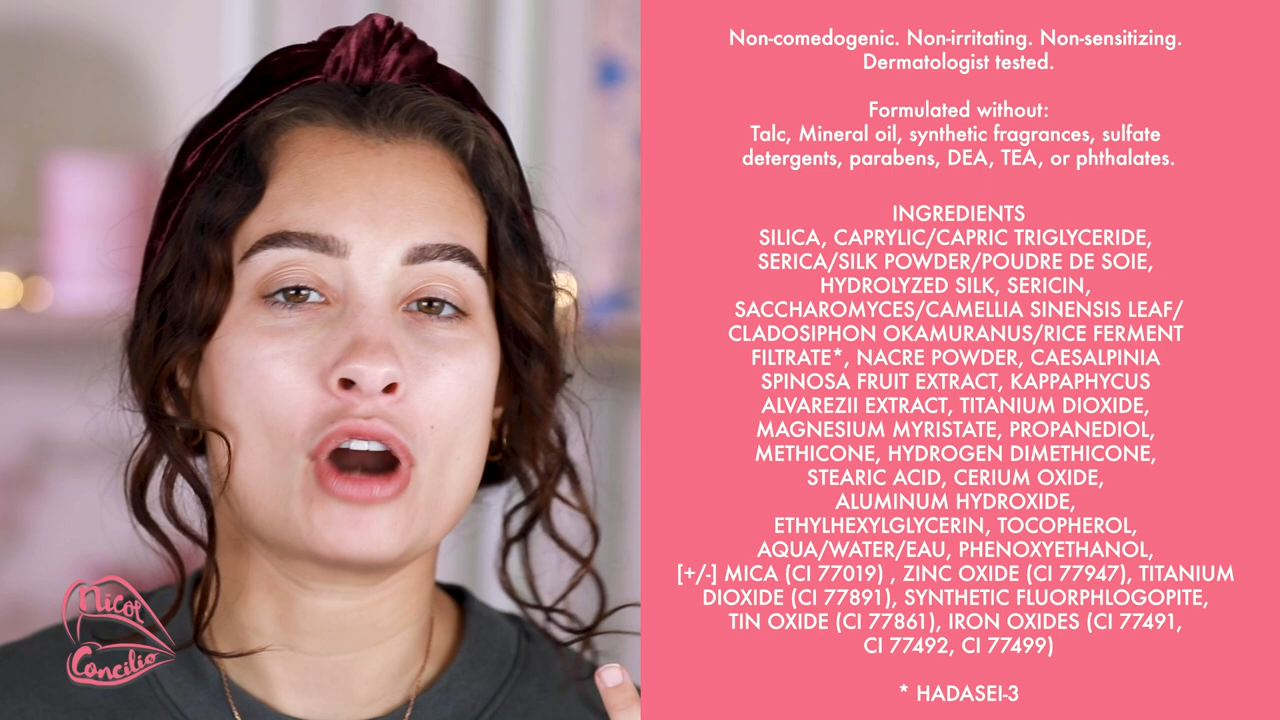 Nicol
Concilio
Non-comedogenic. Non-irritating. Non-sensitizing.
Dermatologist tested.
Formulated without:
Talc, Mineral oil, synthetic fragrances, sulfate
detergents, parabens, DEA, TEA, or phthalates.
INGREDIENTS
SILICA, CAPRYLIC/CAPRIC TRIGLYCERIDE,
SERICA/SILK POWDER/POUDRE DE SOIE,
HYDROLYZED SILK, SERICIN,
SACCHAROMYCES/CAMELLIA SINENSIS LEAF/
CLADOSIPHON OKAMURANUS/RICE FERMENT
FILTRATE*, NACRE POWDER, CAESALPINIA
SPINOSA FRUIT EXTRACT, KAPPAPHYCUS
ALVAREZII EXTRACT, TITANIUM DIOXIDE,
MAGNESIUM MYRISTATE, PROPANEDIOL,
METHICONE, HYDROGEN DIMETHICONE,
STEARIC ACID, CERIUM OXIDE,
ALUMINUM HYDROXIDE,
ETHYLHEXYLGLYCERIN, TOCOPHEROL,
AQUA/WATER/EAU, PHENOXYETHANOL,
[+/-] MICA (CI 77019) , ZINC OXIDE (CI 77947), TITANIUM
DIOXIDE (CI 77891), SYNTHETIC FLUORPHLOGOPITE,
TIN OXIDE (CI 77861), IRON OXIDES (CI 77491,
CI 77492, CI 77499)
* HADASEI-3